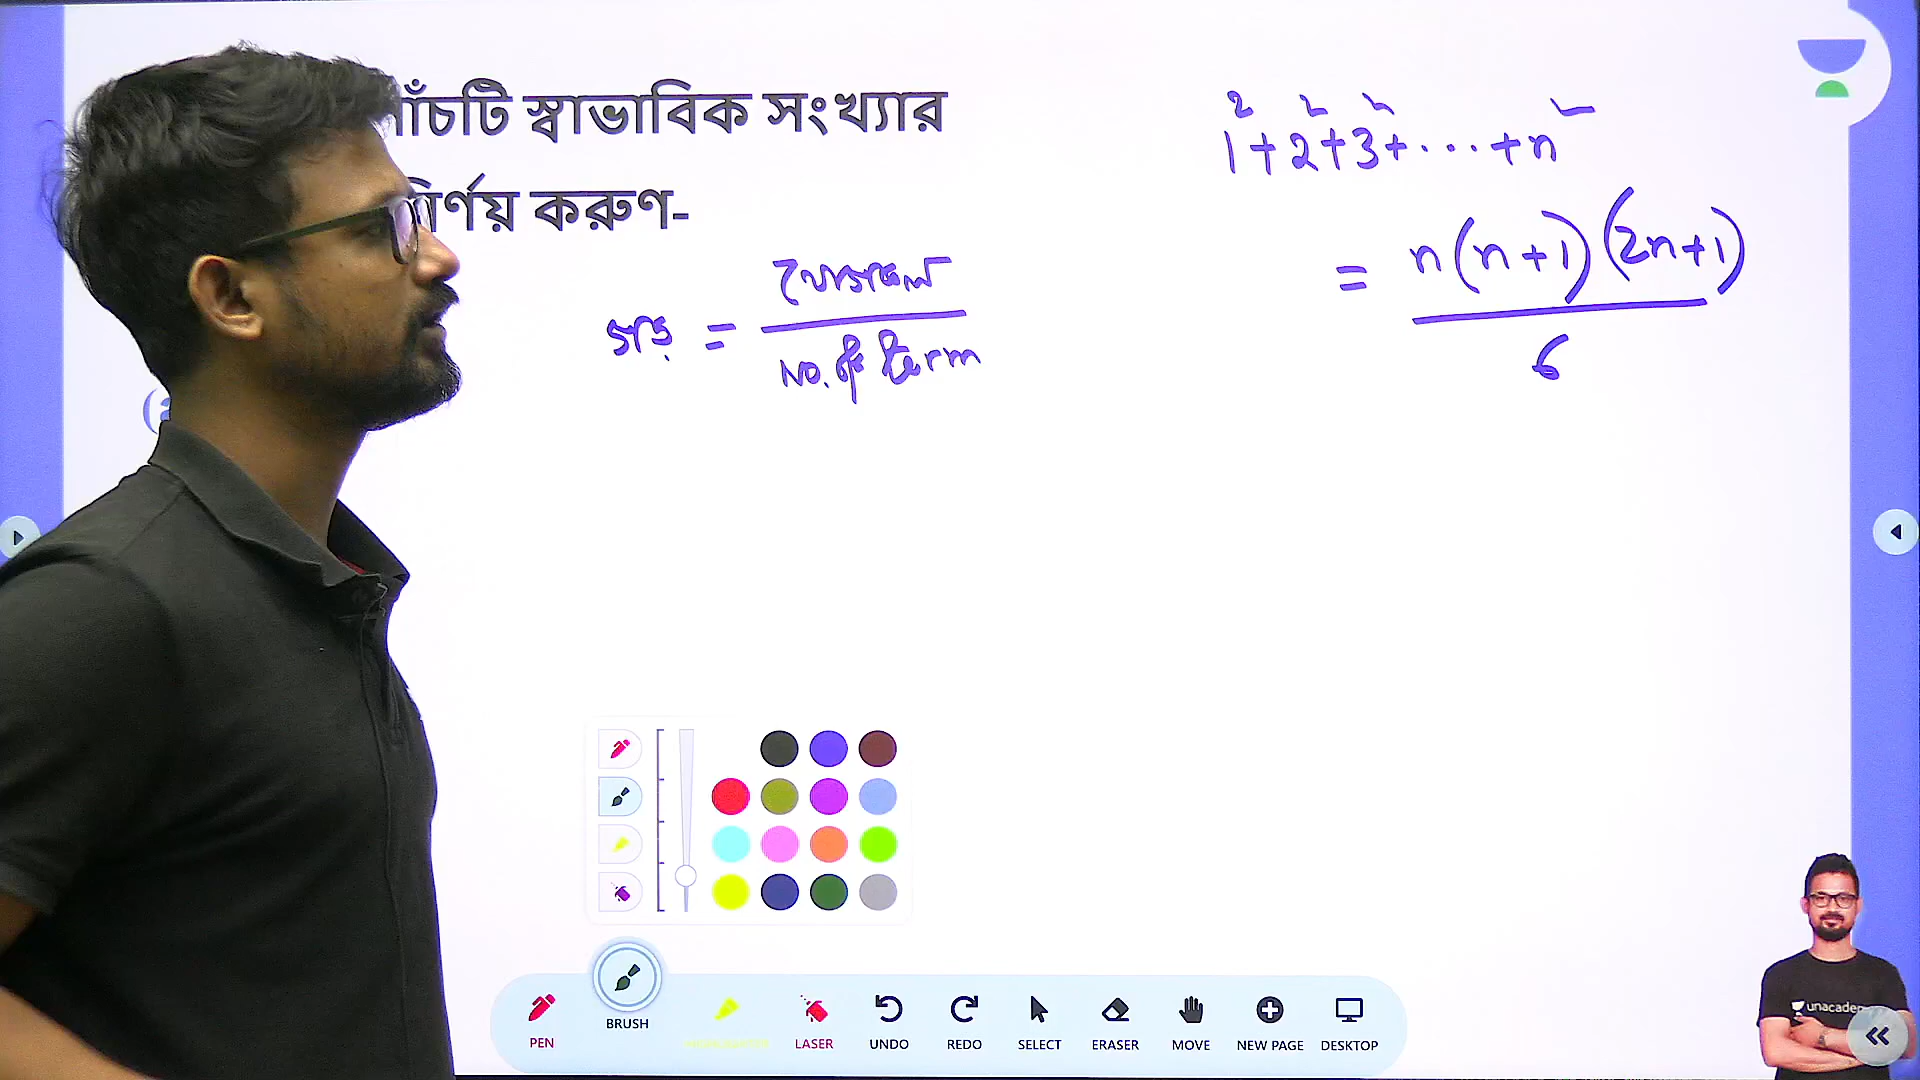 পাঁচটি স্বাভাবিক সংখ্যার
নির্ণয় করুণ-
1² + 2² + 3² + ... + n²
= n(n+1)(2n+1)
6
গড় = যোগফল
No. of term
PEN
BRUSH
LASER
UNDO
REDO
SELECT
ERASER
MOVE
NEW PAGE
DESKTOP